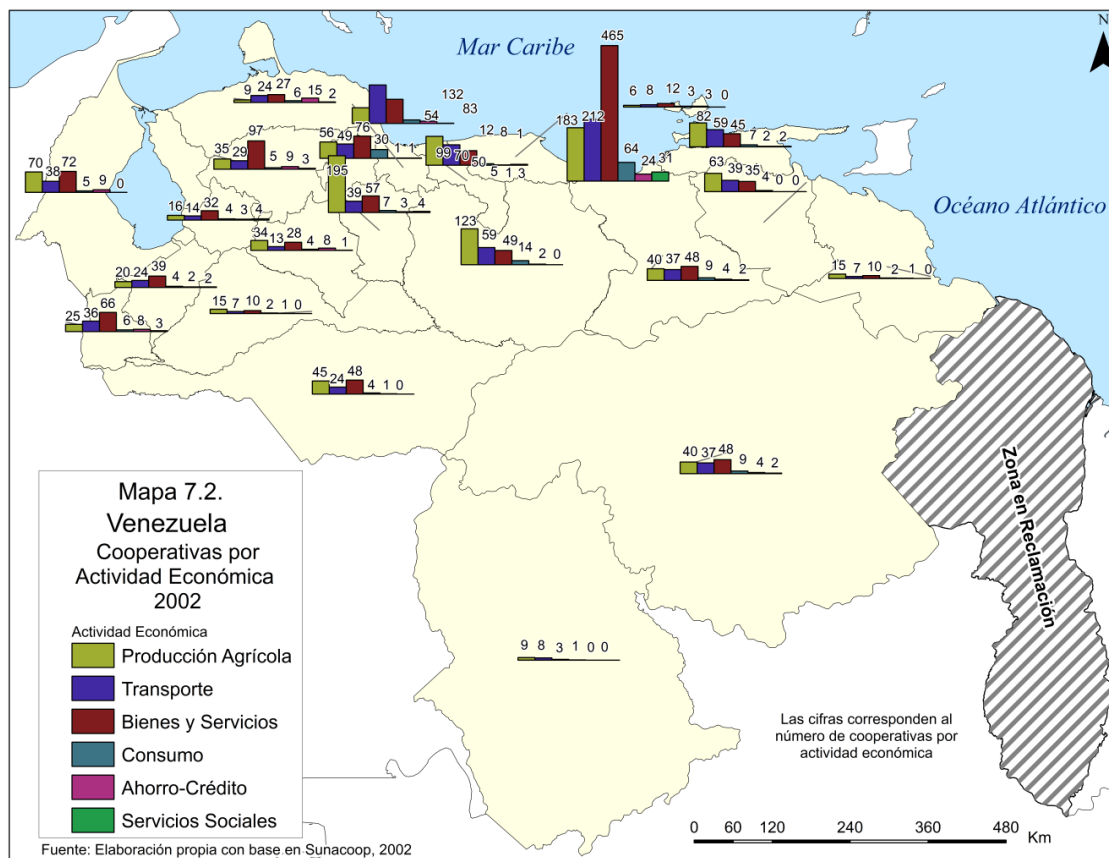 Mar Caribe
465
N
9 24 27 6 15 2
132
83
54
6 8 12 3 3 0
183 212 64 24 31
82 59 45 7 2 2
56 49 76 30 1 1
12 8 1
99 70 50
5 1 3
35 29 97 5 9 3
70 38 72 5 9 0
195 39 57 7 3 4
63 39 35 4 0 0
Océano Atlántico
16 14 32 4 3 4
34 13 28 4 8 1
123 59 49 14 2 0
20 24 39 4 2 2
40 37 48 9 4 2
15 7 10 2 1 0
25 36 66 6 8 3
15 7 10 2 1 0
45 24 48 4 1 0
40 37 48 9 4 2
Zona en Reclamación
9 8 3 1 0 0
Mapa 7.2.
Venezuela
Cooperativas por
Actividad Económica
2002
Actividad Económica
Producción Agrícola
Transporte
Bienes y Servicios
Consumo
Ahorro-Crédito
Servicios Sociales
Las cifras corresponden al
número de cooperativas por
actividad económica
0 60 120 240 360 480 Km
Fuente: Elaboración propia con base en Sunacoop, 2002